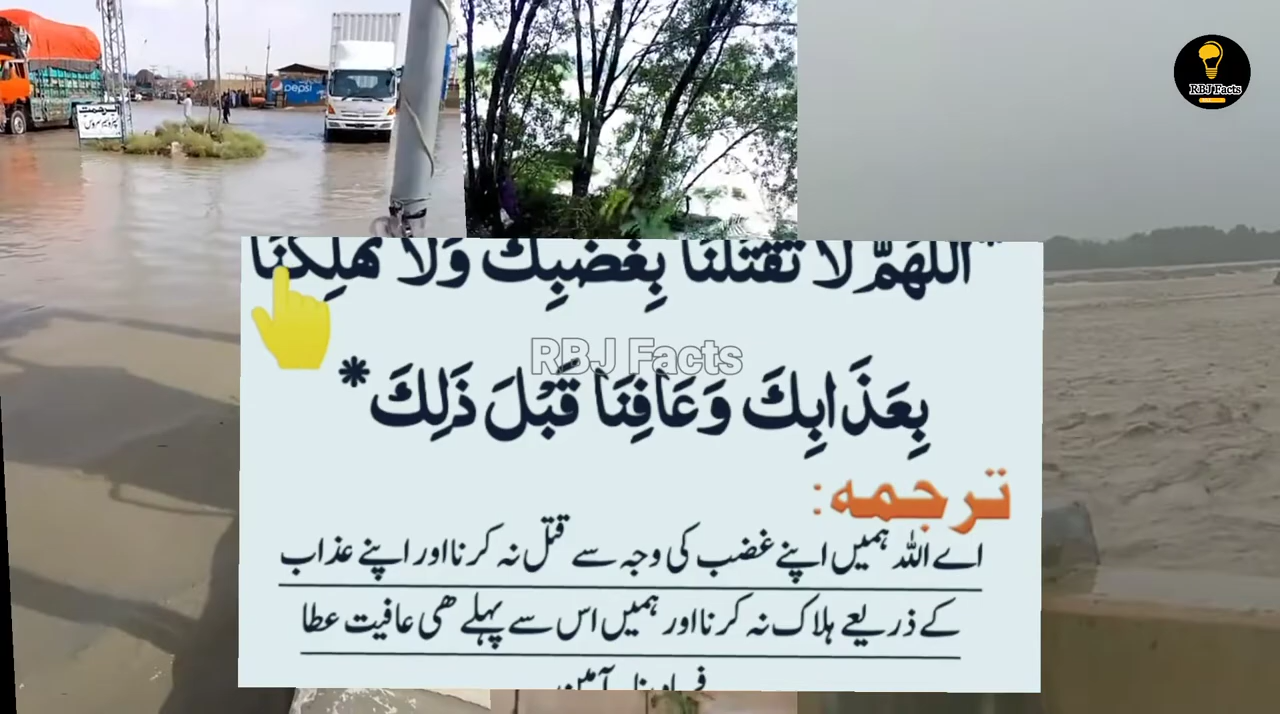 pepsi
RBJ Facts
اللّٰهُمَّ لَا تَقْتُلْنَا بِغَضَبِكَ وَلَا تُهْلِكْنَا
RBJ Facts
بِعَذَابِكَ وَعَافِنَا قَبْلَ ذٰلِكَ*
ترجمہ:
اے اللہ ہمیں اپنے غضب کی وجہ سے قتل نہ کرنا اور اپنے عذاب
کے ذریعے ہلاک نہ کرنا اور ہمیں اس سے پہلے ھی عافیت عطا